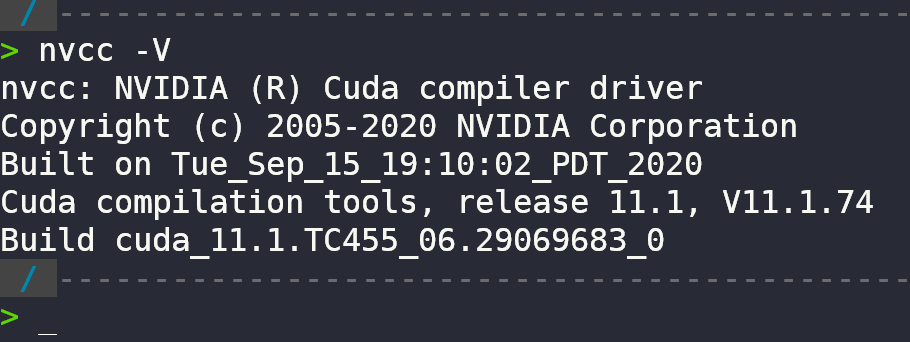 / ---------------------------------------------
> nvcc -V
nvcc: NVIDIA (R) Cuda compiler driver
Copyright (c) 2005-2020 NVIDIA Corporation
Built on Tue_Sep_15_19:10:02_PDT_2020
Cuda compilation tools, release 11.1, V11.1.74
Build cuda_11.1.TC455_06.29069683_0
/ ---------------------------------------------
> _